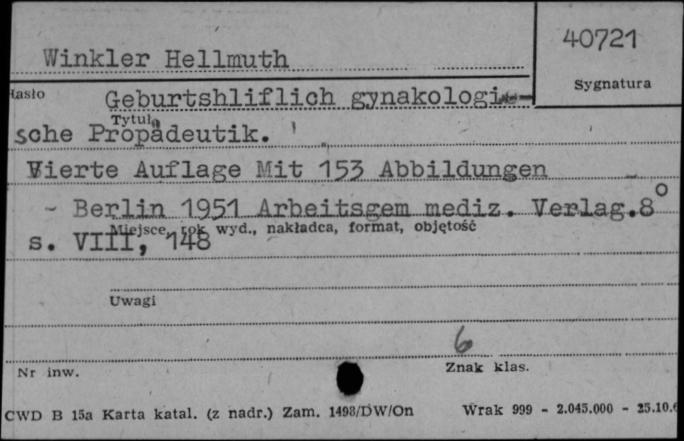 40721
Winkler Hellmuth
Sygnatura
Hasło
Geburtshliflich gynakologi-
Tytuł
sche Propädeutik.
Vierte Auflage Mit 153 Abbildungen
- Berlin 1951 Arbeitsgem mediz. Verlag.8°
Miejsce, rok wyd., nakładca, format, objętość
s. VIII, 148
Uwagi
6
Nr inw.
Znak klas.
CWD B 15a Karta katal. (z nadr.) Zam. 1498/DW/On Wrak 999 - 2.045.000 - 25.10.